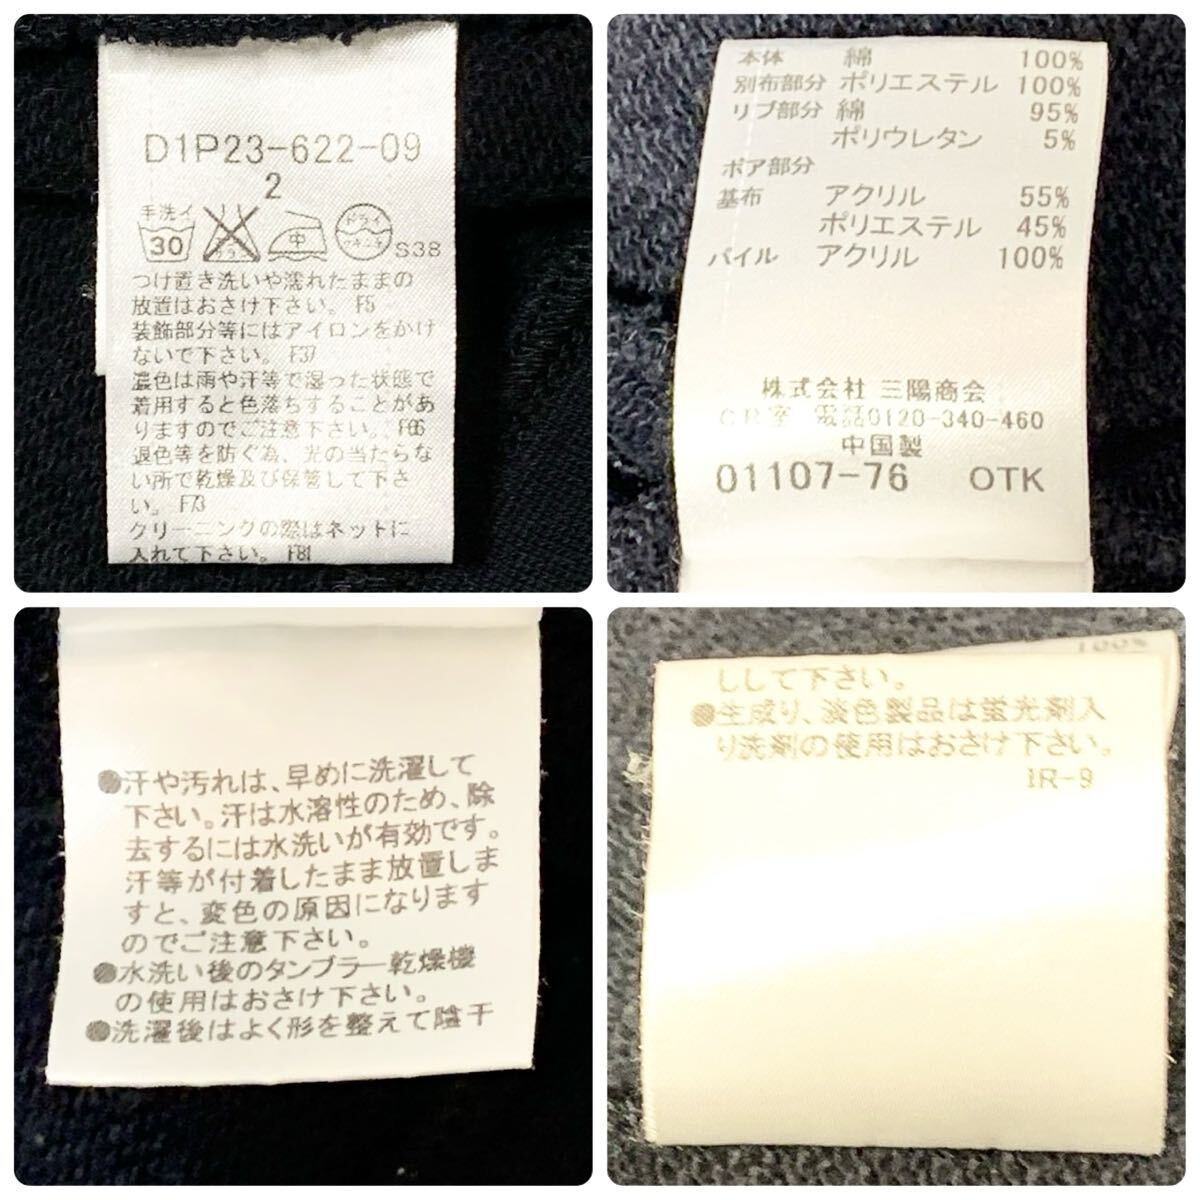 D1P23-622-09
2
手洗イ
30
エンソ
サラシ
中
ドライ
S38
つけ置き洗いや濡れたままの
放置はおさけ下さい。 F5
装飾部分等にはアイロンをかけ
ないで下さい。 F37
濃色は雨や汗等で湿った状態で
着用すると色落ちすることがあ
りますのでご注意下さい。 F66
退色等を防ぐ為、光の当たらな
い所で乾燥及び保管して下さ
い。 F73
クリーニングの際はネットに
入れて下さい。 F81
本体 綿 100%
別布部分 ポリエステル 100%
リブ部分 綿 95%
ポリウレタン 5%
ボア部分
基布 アクリル 55%
ポリエステル 45%
パイル アクリル 100%
株式会社 三陽商会
CR室 電話0120-340-460
中国製
01107-76 OTK
●汗や汚れは、早めに洗濯して
下さい。汗は水溶性のため、除
去するには水洗いが有効です。
汗等が付着したまま放置しま
すと、変色の原因になります
のでご注意下さい。
●水洗い後のタンブラー乾燥機
の使用はおさけ下さい。
●洗濯後はよく形を整えて陰干
100%
ししして下さい。
●生成り、淡色製品は蛍光剤入
り洗剤の使用はおさけ下さい。
IR-9